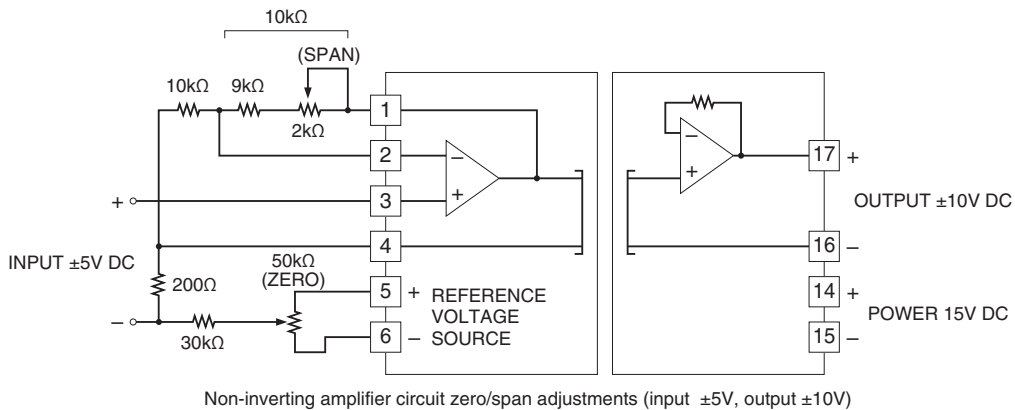 10kΩ
(SPAN)
10kΩ 9kΩ
2kΩ
1
2
3
4
5
6
−
+
+
INPUT ±5V DC
−
200Ω
30kΩ
50kΩ
(ZERO)
+ REFERENCE
VOLTAGE
− SOURCE
−
+
17 +
OUTPUT ±10V DC
16 −
14 +
POWER 15V DC
15 −
Non-inverting amplifier circuit zero/span adjustments (input ±5V, output ±10V)